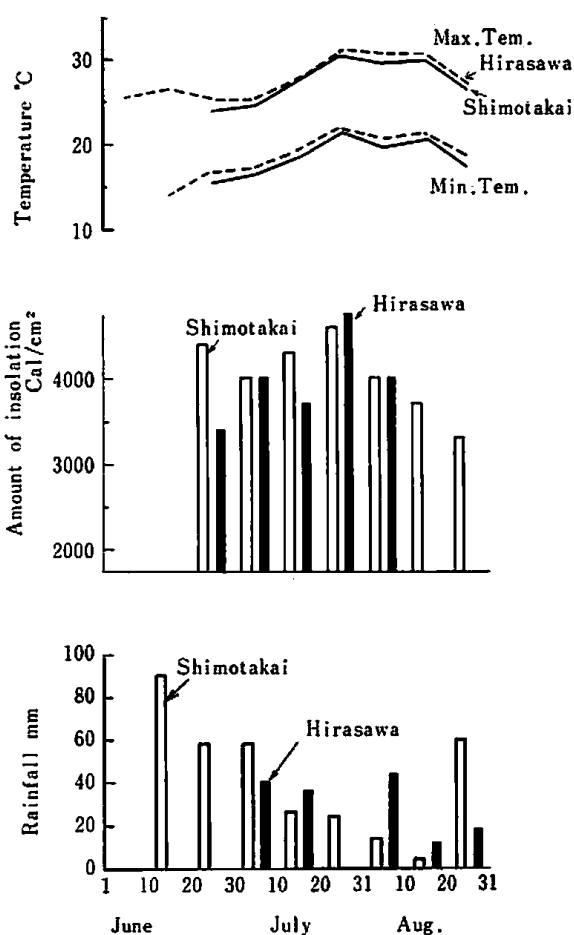 Temperature °C
30
20
10
Max.Tem.
Hirasawa
Shimotakai
Min.Tem.
Amount of insolation
Cal/cm²
4000
3000
2000
Shimotakai
Hirasawa
Rainfall mm
100
80
60
40
20
0
Shimotakai
Hirasawa
1 10 20 30 10 20 31 10 20 31
June July Aug.